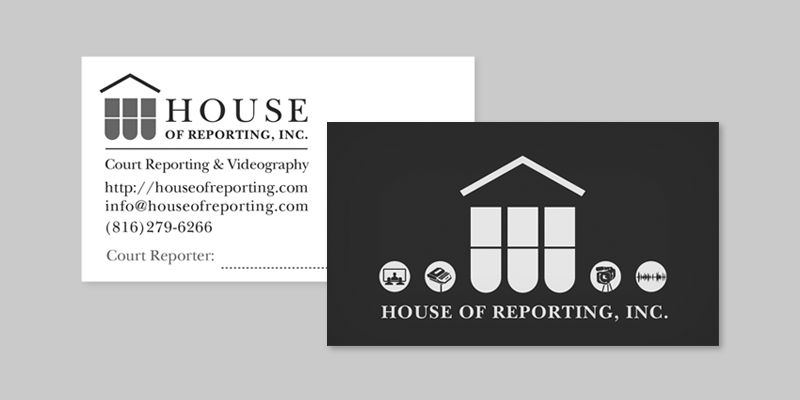 HOUSE
OF REPORTING, INC.
Court Reporting & Videography
http://houseofreporting.com
info@houseofreporting.com
(816)279-6266
Court Reporter:
HOUSE OF REPORTING, INC.